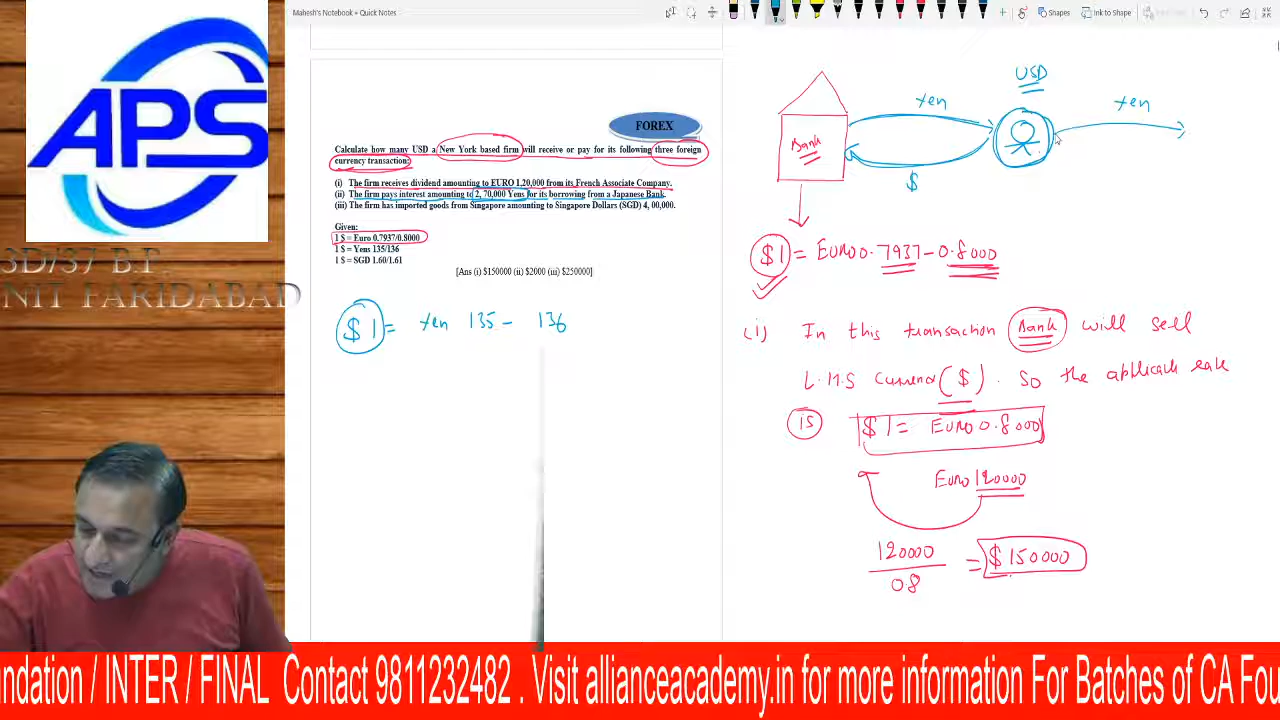 Mahesh's Notebook • Quick Notes
Shapes
Ink to Shape
APS
3D/37 B.P.
NIT FARIDABAD
FOREX
Calculate how many USD a New York based firm will receive or pay for its following three foreign
currency transaction:
(i) The firm receives dividend amounting to EURO 1,20,000 from its French Associate Company.
(ii) The firm pays interest amounting to 2, 70,000 Yens for its borrowing from a Japanese Bank.
(iii) The firm has imported goods from Singapore amounting to Singapore Dollars (SGD) 4, 00,000.
Given:
1 $ = Euro 0.7937/0.8000
1 $ = Yens 135/136
1 $ = SGD 1.60/1.61
[Ans (i) $150000 (ii) $2000 (iii) $250000]
$ 1 = Yen 135 - 136
USD
Yen
Yen
Bank
$
$1 = EURO 0.7937 - 0.8000
(i) In this transaction Bank will sell
L.M.S currency ($). So the applicable rate
is $1 = EURO 0.8000
EURO 120000
120000
0.8
= $150000
undation / INTER / FINAL Contact 9811232482 . Visit allianceacademy.in for more information For Batches of CA Fou